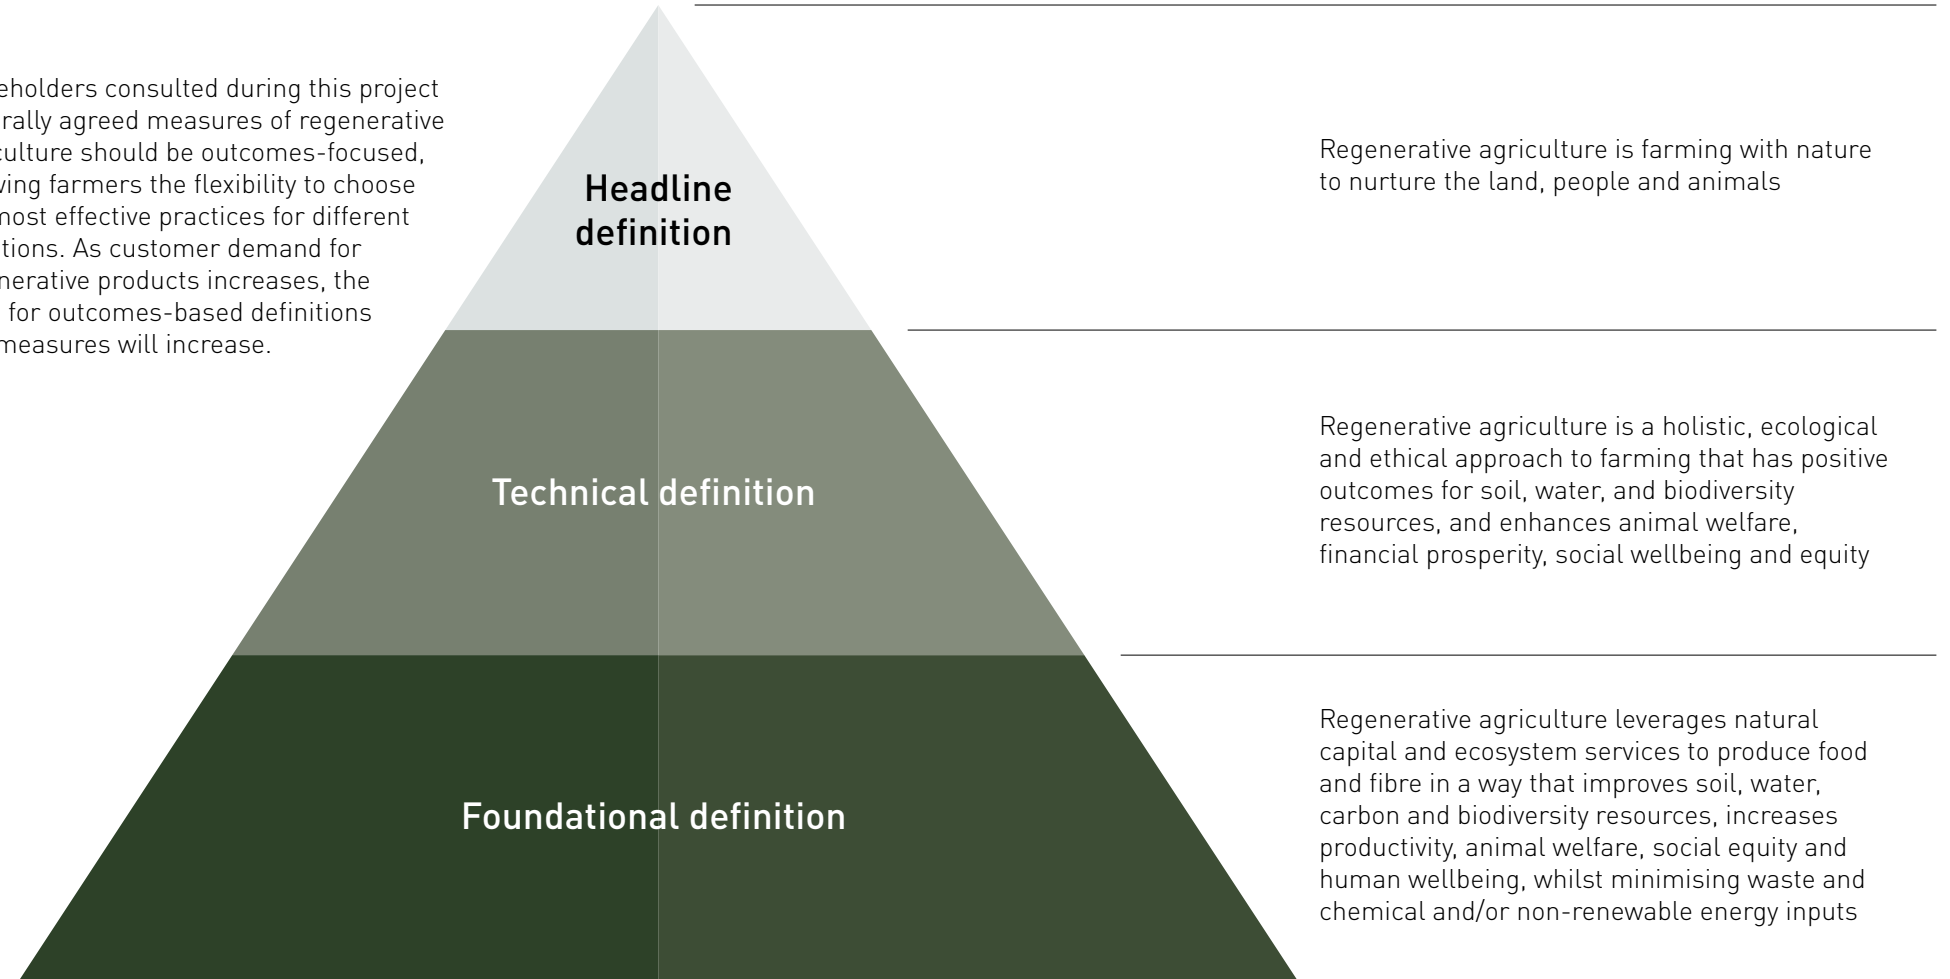 eholders consulted during this project
rally agreed measures of regenerative
culture should be outcomes-focused,
ving farmers the flexibility to choose
most effective practices for different
tions. As customer demand for
nerative products increases, the
for outcomes-based definitions
measures will increase.
Headline
definition
Regenerative agriculture is farming with nature
to nurture the land, people and animals
Technical definition
Regenerative agriculture is a holistic, ecological
and ethical approach to farming that has positive
outcomes for soil, water, and biodiversity
resources, and enhances animal welfare,
financial prosperity, social wellbeing and equity
Foundational definition
Regenerative agriculture leverages natural
capital and ecosystem services to produce food
and fibre in a way that improves soil, water,
carbon and biodiversity resources, increases
productivity, animal welfare, social equity and
human wellbeing, whilst minimising waste and
chemical and/or non-renewable energy inputs